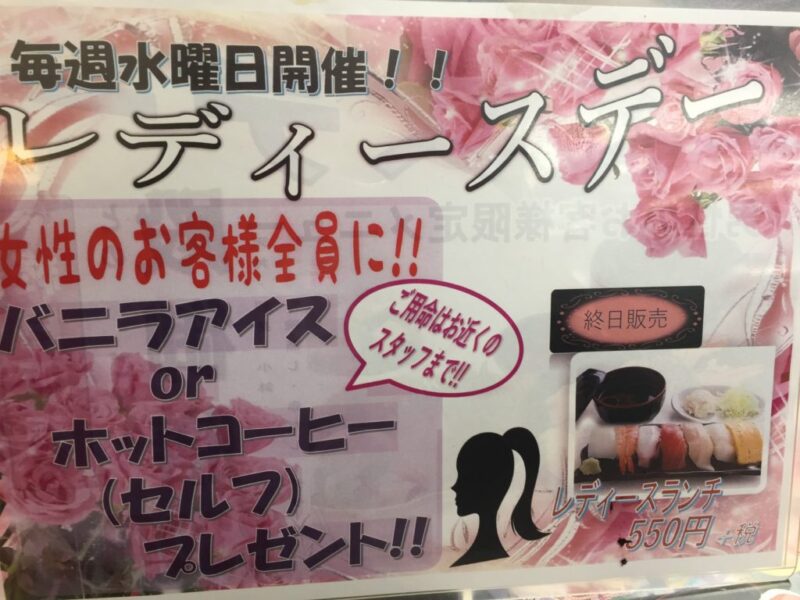 毎週水曜日開催！！
レディースデー
女性のお客様全員に!!
バニラアイス
or
ホットコーヒー
(セルフ)
プレゼント!!
ご用命はお近くの
スタッフまで!!
終日販売
レディースランチ
550円+税